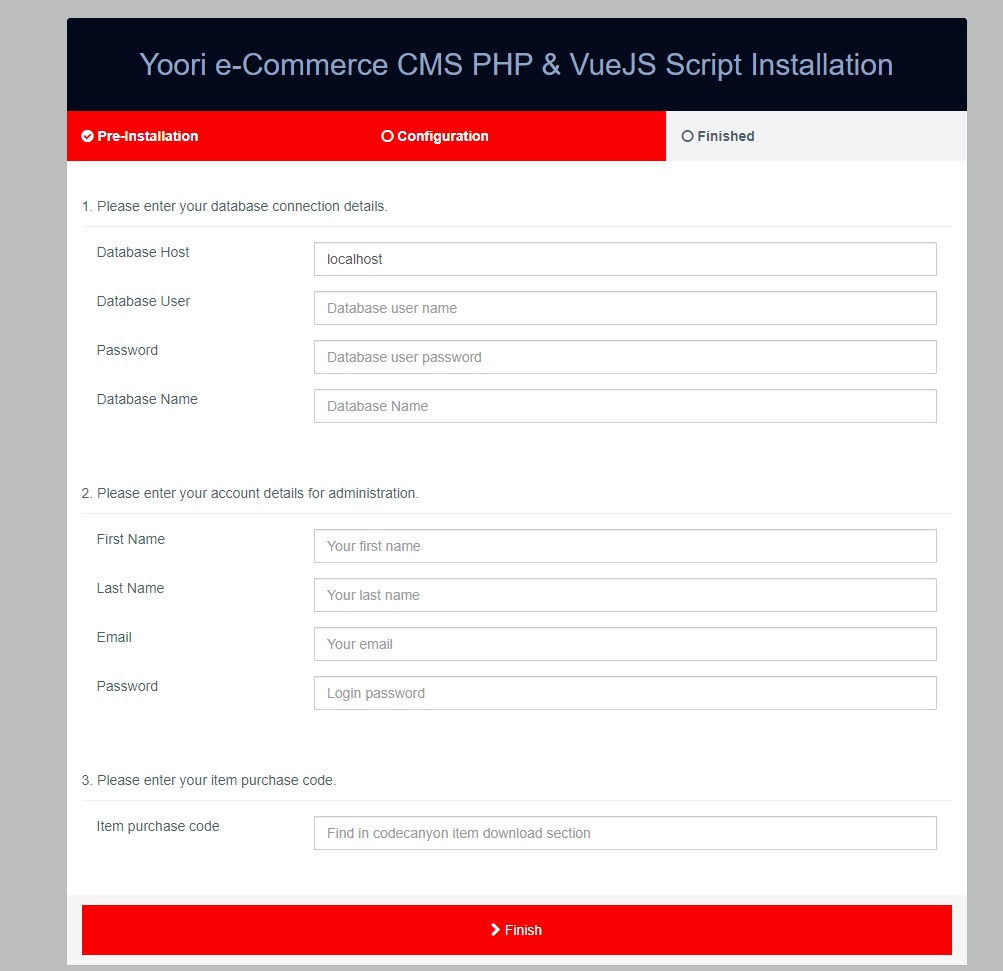 Yoori e-Commerce CMS PHP & VueJS Script Installation
Pre-Installation Configuration Finished
1. Please enter your database connection details.
Database Host localhost
Database User Database user name
Password Database user password
Database Name Database Name
2. Please enter your account details for administration.
First Name Your first name
Last Name Your last name
Email Your email
Password Login password
3. Please enter your item purchase code.
Item purchase code Find in codecanyon item download section
Finish